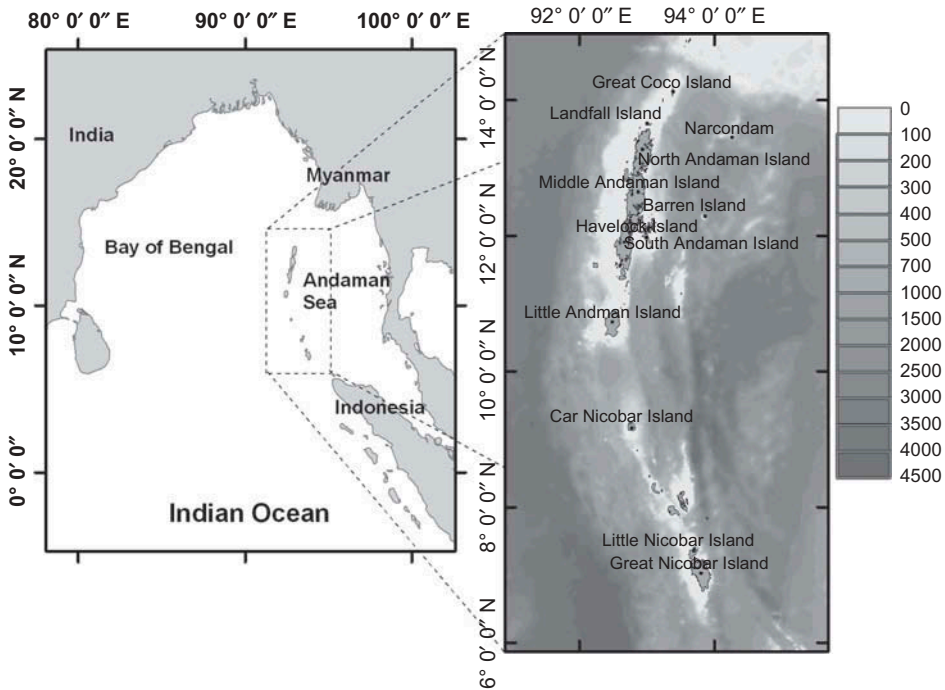 80° 0′ 0″ E
90° 0′ 0″ E
100° 0′ 0″ E
20° 0′ 0″ N
10° 0′ 0″ N
0° 0′ 0″
India
Myanmar
Bay of Bengal
Andaman
Sea
Indonesia
Indian Ocean
92° 0′ 0″ E
94° 0′ 0″ E
14° 0′ 0″ N
12° 0′ 0″ N
10° 0′ 0″ N
8° 0′ 0″ N
6° 0′ 0″ N
Great Coco Island
Landfall Island
Narcondam
North Andaman Island
Middle Andaman Island
Barren Island
Havelock Island
South Andaman Island
Little Andman Island
Car Nicobar Island
Little Nicobar Island
Great Nicobar Island
0
100
200
300
400
500
700
1000
1500
2000
2500
3000
3500
4000
4500